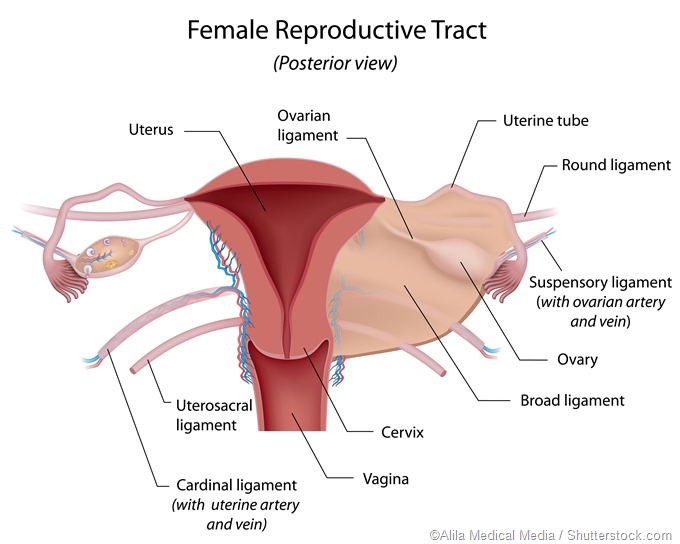 Female Reproductive Tract
(Posterior view)
Uterus
Ovarian
ligament
Uterine tube
Round ligament
Suspensory ligament
(with ovarian artery
and vein)
Ovary
Broad ligament
Uterosacral
ligament
Cervix
Vagina
Cardinal ligament
(with uterine artery
and vein)
©Alila Medical Media / Shutterstock.com